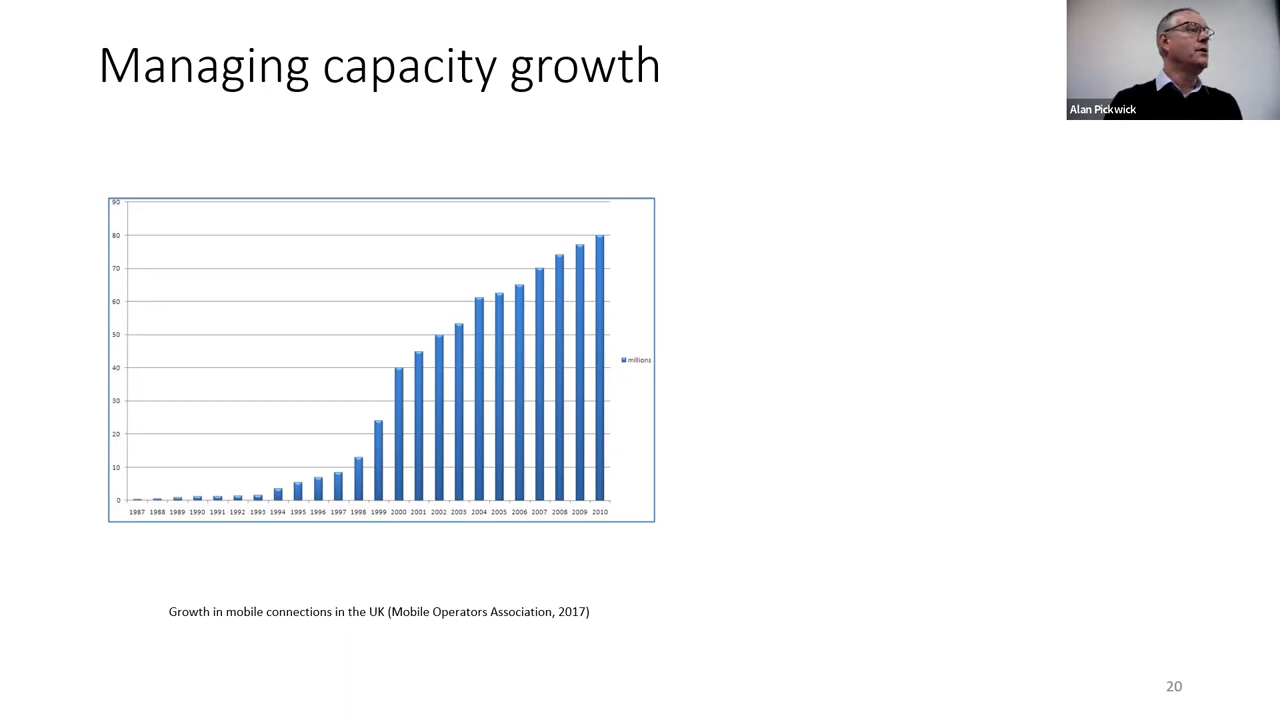 Managing capacity growth
Alan Pickwick
90
80
70
60
50
40
30
20
10
0
millions
1987 1988 1989 1990 1991 1992 1993 1994 1995 1996 1997 1998 1999 2000 2001 2002 2003 2004 2005 2006 2007 2008 2009 2010
Growth in mobile connections in the UK (Mobile Operators Association, 2017)
20